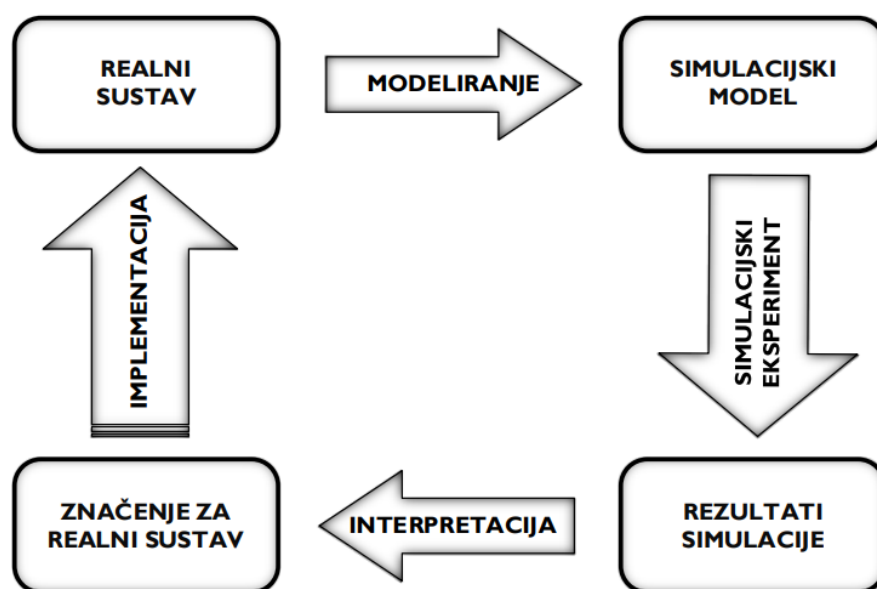 REALNI
SUSTAV
MODELIRANJE
SIMULACIJSKI
MODEL
IMPLEMENTACIJA
SIMULACIJSKI
EKSPERIMENT
ZNAČENJE ZA
REALNI SUSTAV
INTERPRETACIJA
REZULTATI
SIMULACIJE